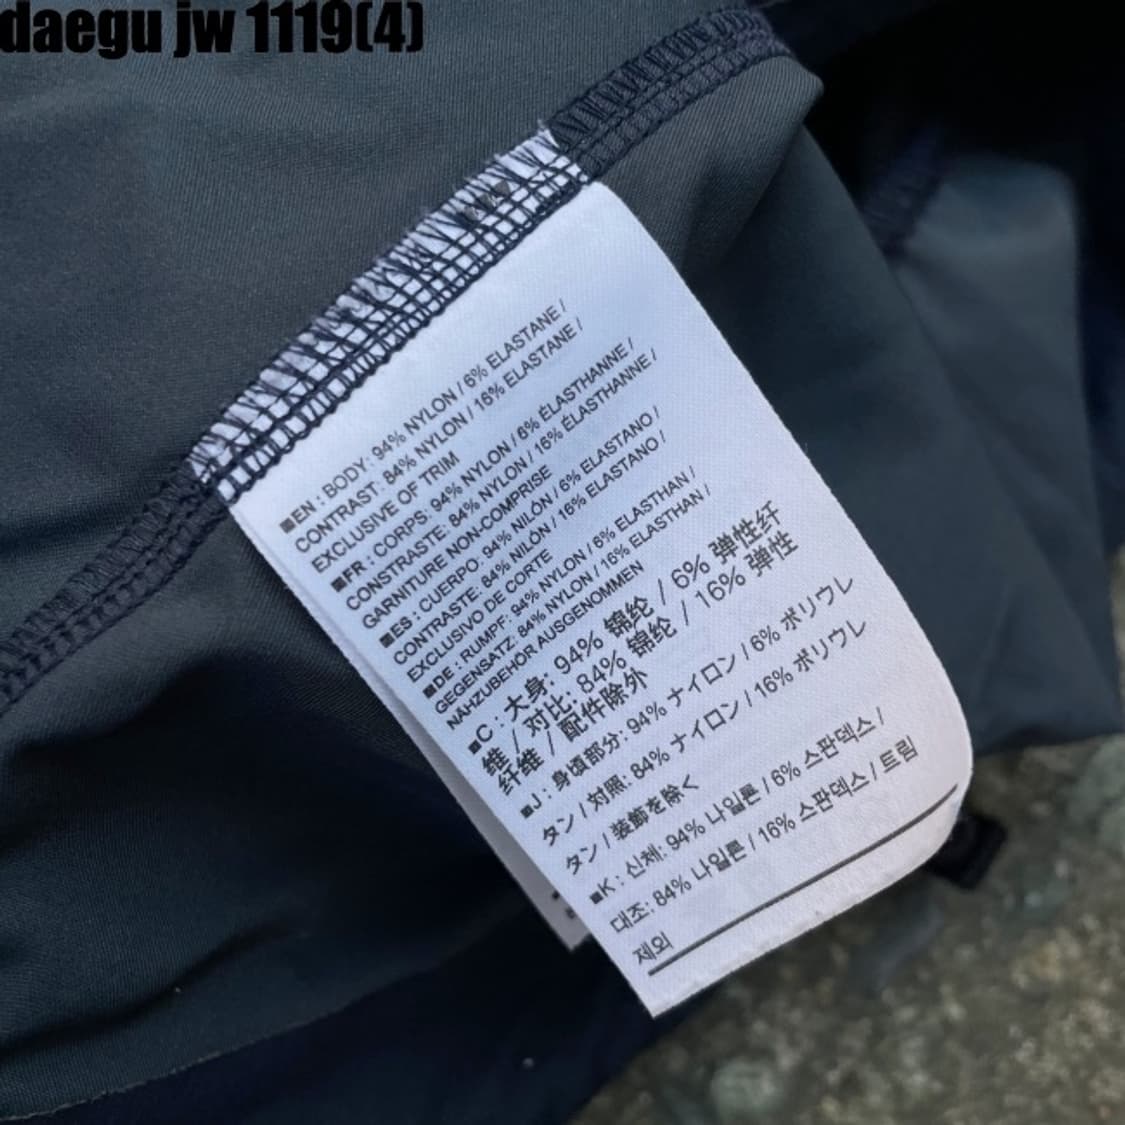 daegu jw 1119(4)
■EN : BODY: 94% NYLON / 6% ELASTANE /
CONTRAST: 84% NYLON / 16% ELASTANE /
EXCLUSIVE OF TRIM
■FR : CORPS: 94% NYLON / 6% ÉLASTHANNE /
CONSTRASTE: 84% NYLON / 16% ÉLASTHANNE /
GARNITURE NON-COMPRISE
■ES : CUERPO: 94% NILÓN / 6% ELASTANO /
CONTRASTE: 84% NILÓN / 16% ELASTANO /
EXCLUSIVO DE CORTE
■DE : RUMPF: 94% NYLON / 6% ELASTHAN /
GEGENSATZ: 84% NYLON / 16% ELASTHAN /
NÄHZUBEHÖR AUSGENOMMEN
■C : 大身: 94% 锦纶 / 6% 弹性纤
维 / 对比: 84% 锦纶 / 16% 弹性
纤维 / 配件除外
■J : 身頃部分: 94% ナイロン / 6% ポリウレ
タン / 対照: 84% ナイロン / 16% ポリウレ
タン / 装飾を除く
■K : 신체: 94% 나일론 / 6% 스판덱스 /
대조: 84% 나일론 / 16% 스판덱스 / 트림
제외